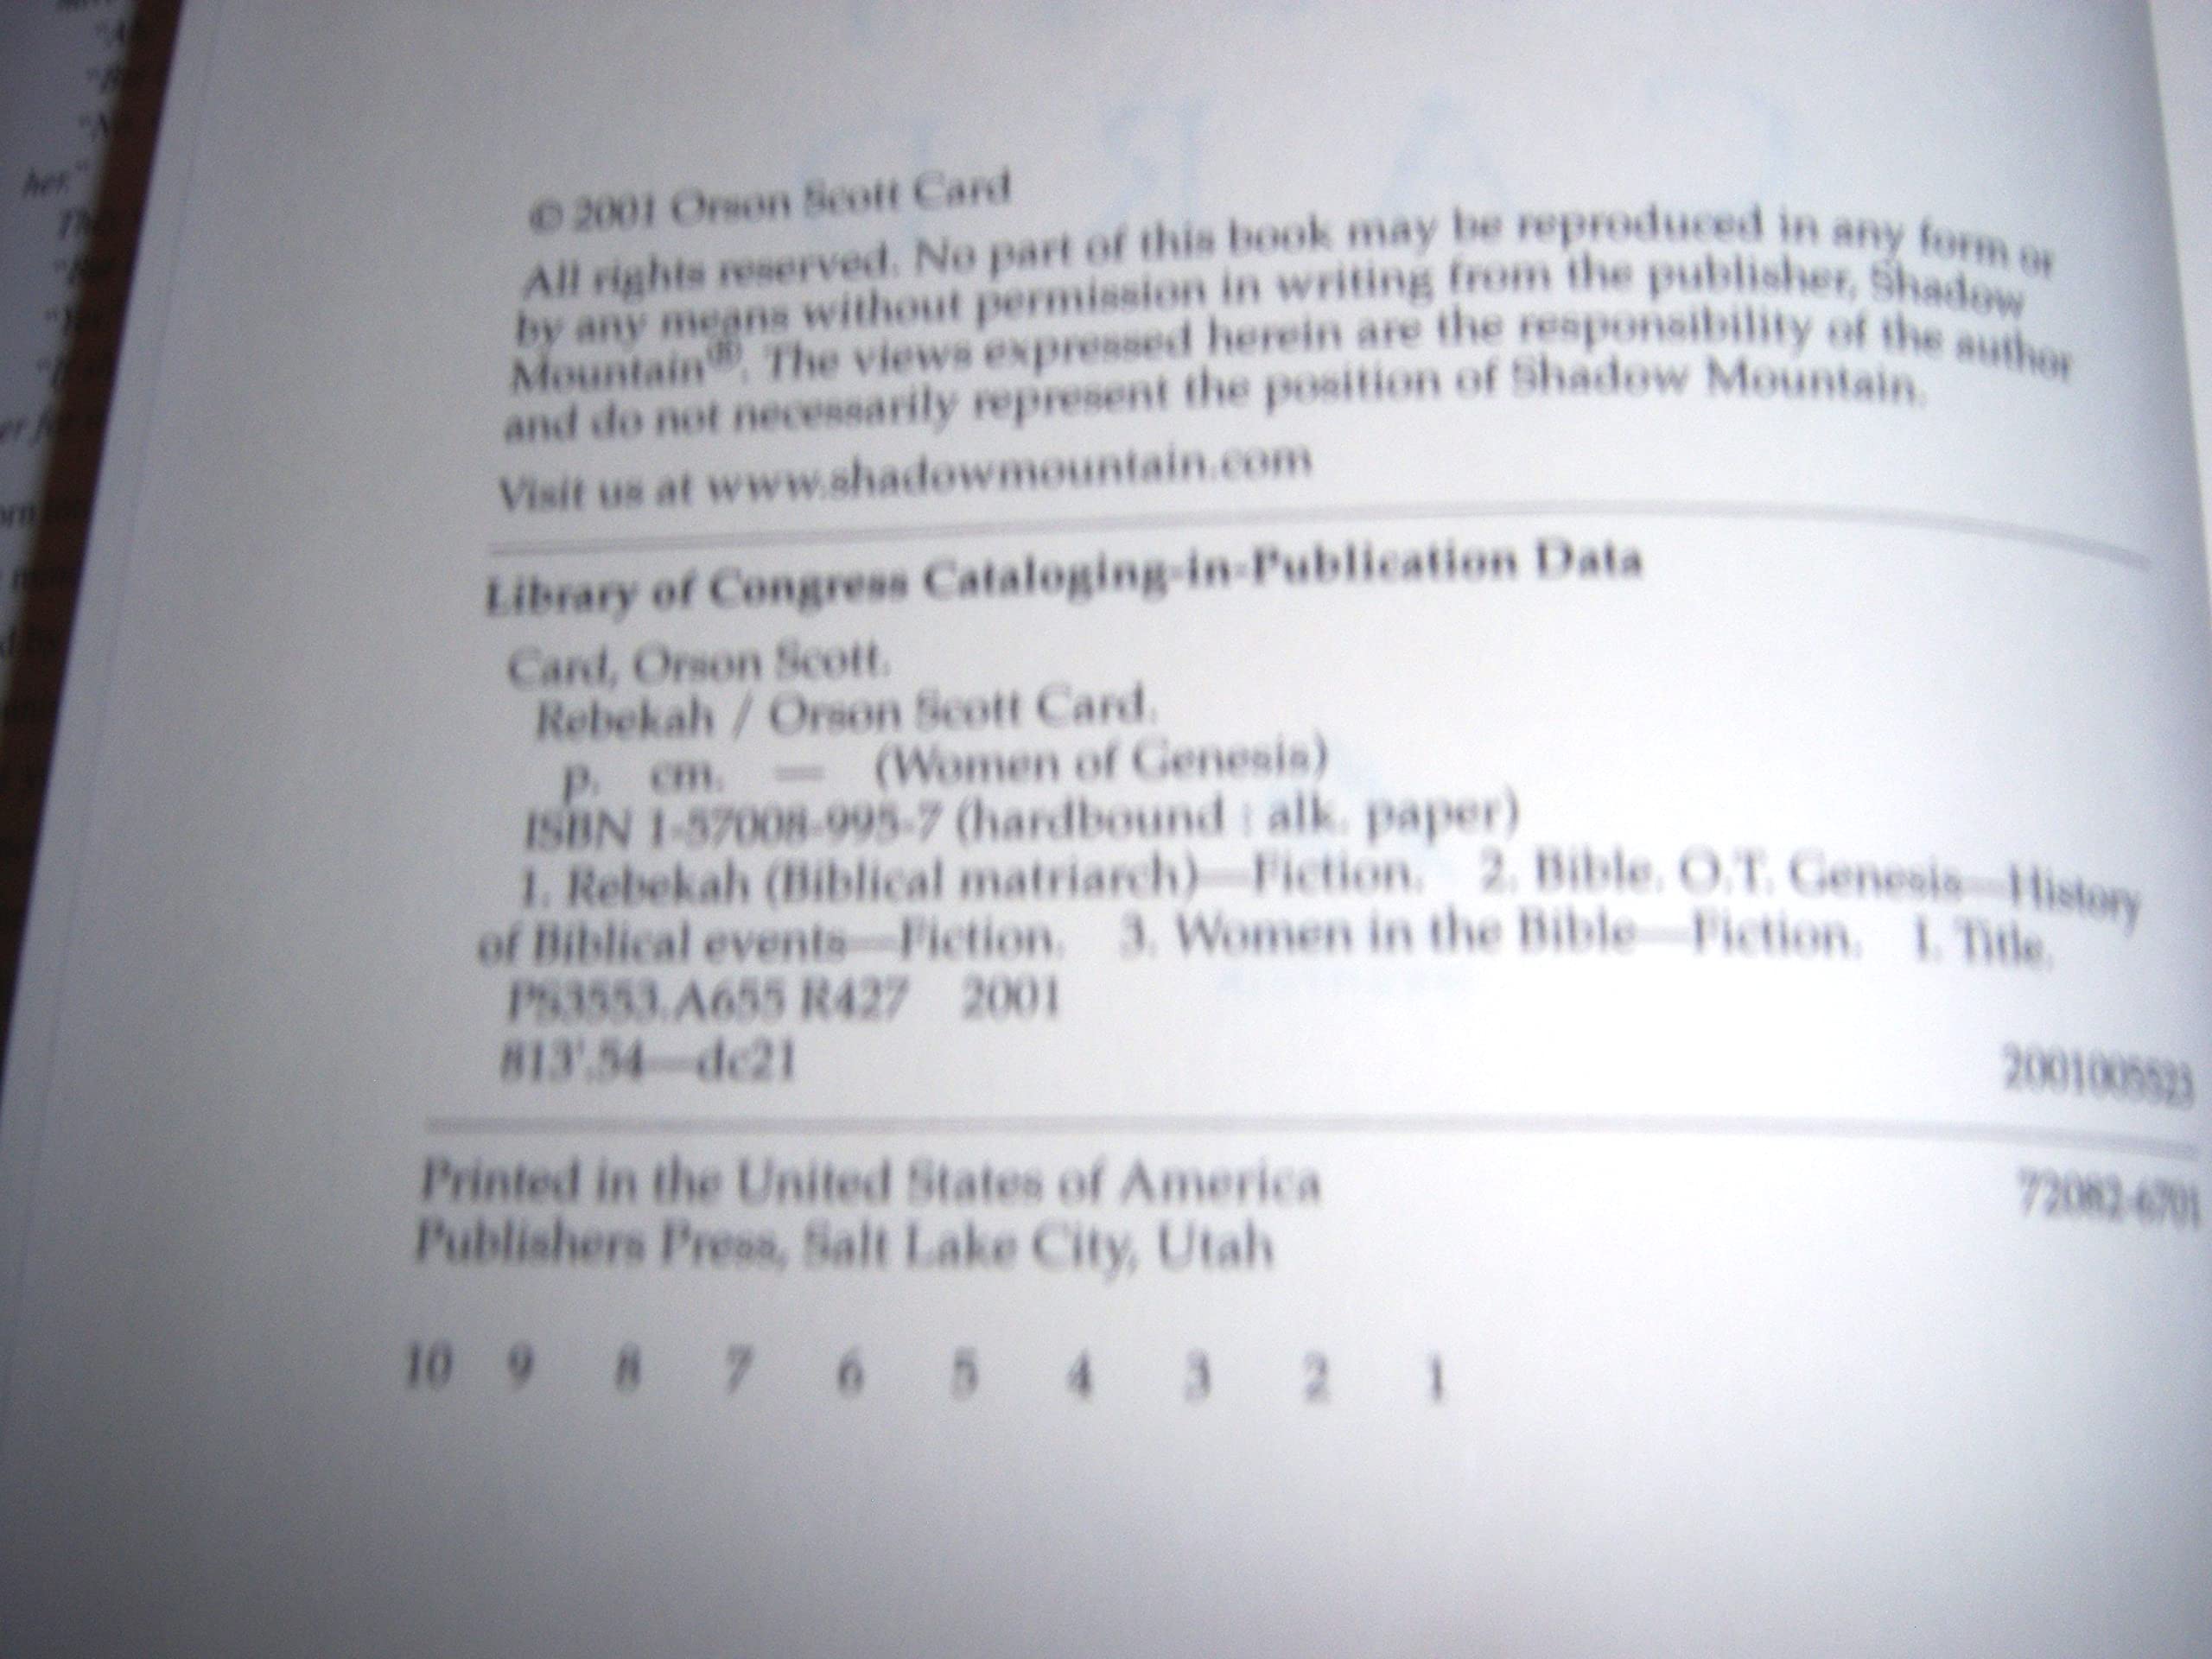 © 2001 Orson Scott Card
All rights reserved. No part of this book may be reproduced in any form or
by any means without permission in writing from the publisher, Shadow
Mountain®. The views expressed herein are the responsibility of the author
and do not necessarily represent the position of Shadow Mountain.
Visit us at www.shadowmountain.com
Library of Congress Cataloging-in-Publication Data
Card, Orson Scott.
Rebekah / Orson Scott Card.
p. cm. — (Women of Genesis)
ISBN 1-57008-995-7 (hardbound : alk. paper)
1. Rebekah (Biblical matriarch)—Fiction. 2. Bible. O.T. Genesis—History
of Biblical events—Fiction. 3. Women in the Bible—Fiction. I. Title.
PS3553.A655 R427 2001
813'.54—dc21 2001005523
Printed in the United States of America 72082-6701
Publishers Press, Salt Lake City, Utah
10 9 8 7 6 5 4 3 2 1
her."